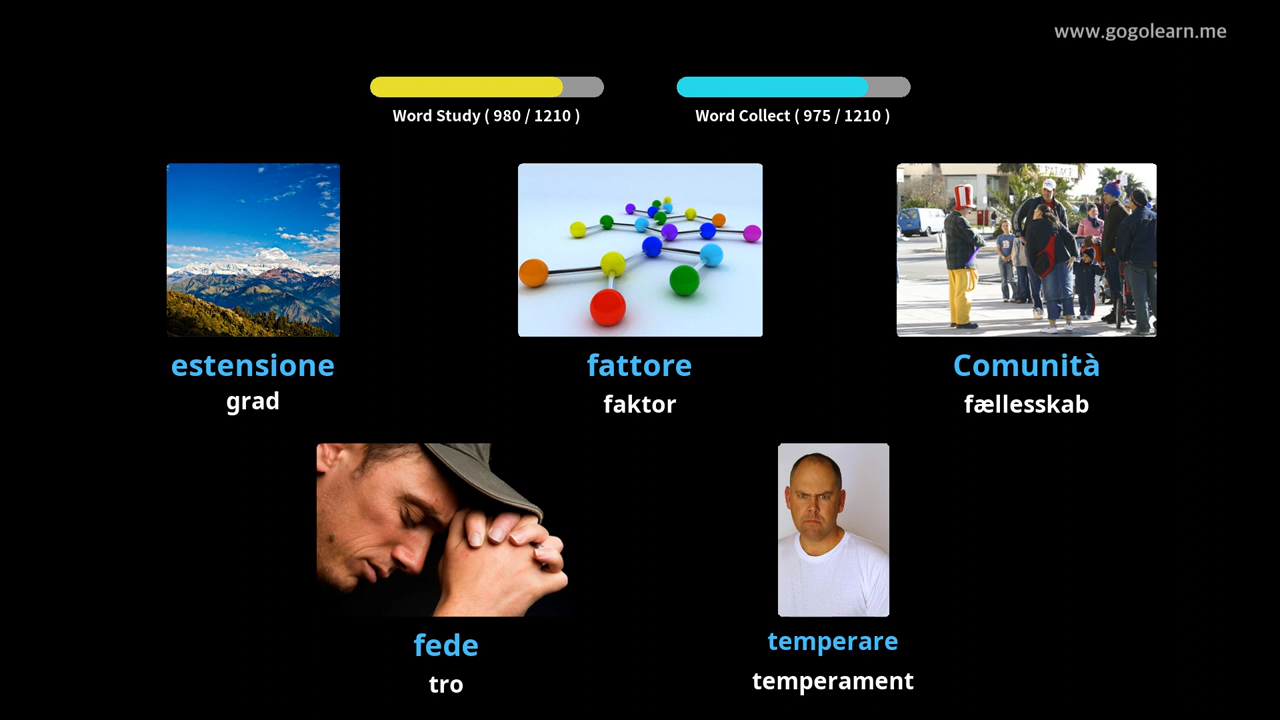 www.gogolearn.me
Word Study ( 980 / 1210 )
Word Collect ( 975 / 1210 )
estensione
grad
fattore
faktor
Comunità
fællesskab
fede
tro
temperare
temperament